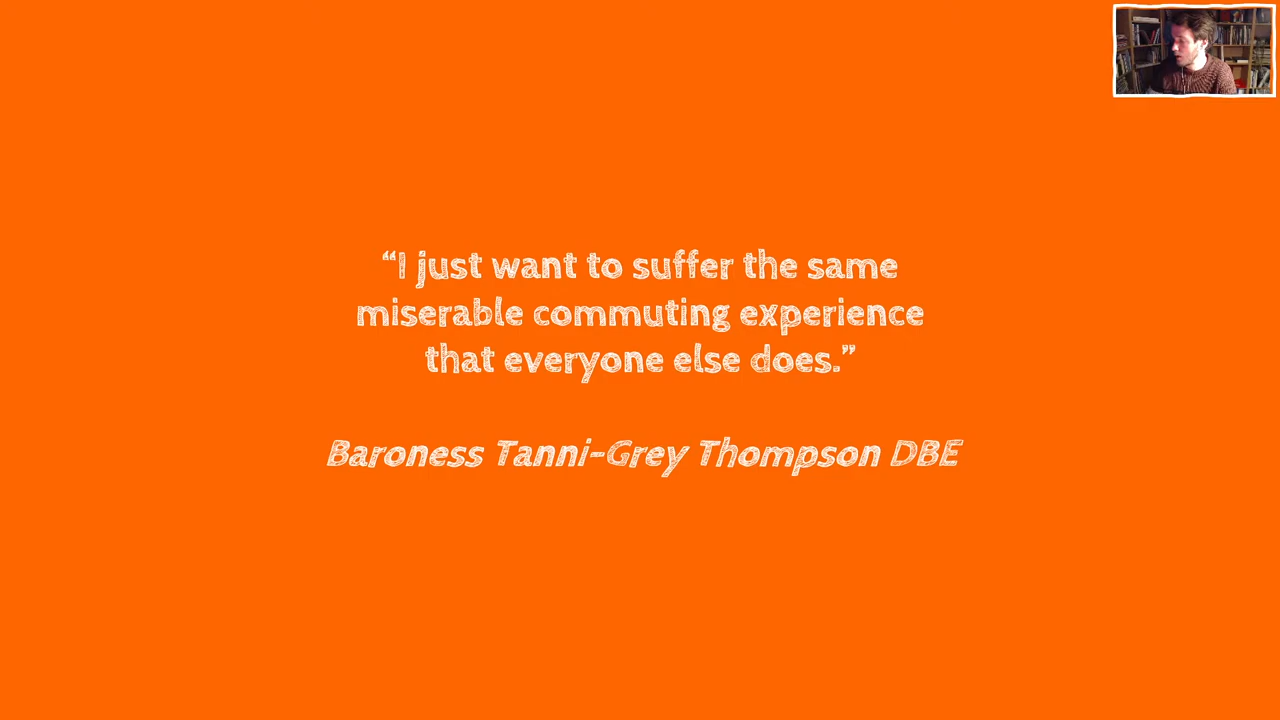 “I just want to suffer the same
miserable commuting experience
that everyone else does.”
Baroness Tanni-Grey Thompson DBE